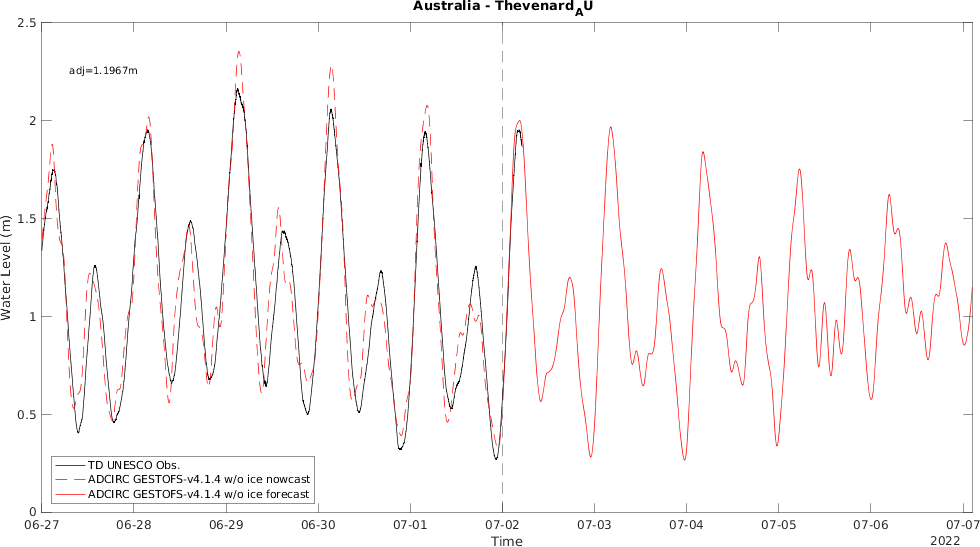 Australia - Thevenard_AU
2.5
adj=1.1967m
2
1.5
1
0.5
0
Water Level (m)
TD UNESCO Obs.
ADCIRC GESTOFS-v4.1.4 w/o ice nowcast
ADCIRC GESTOFS-v4.1.4 w/o ice forecast
06-27 06-28 06-29 06-30 07-01 07-02 07-03 07-04 07-05 07-06 07-07
Time
2022